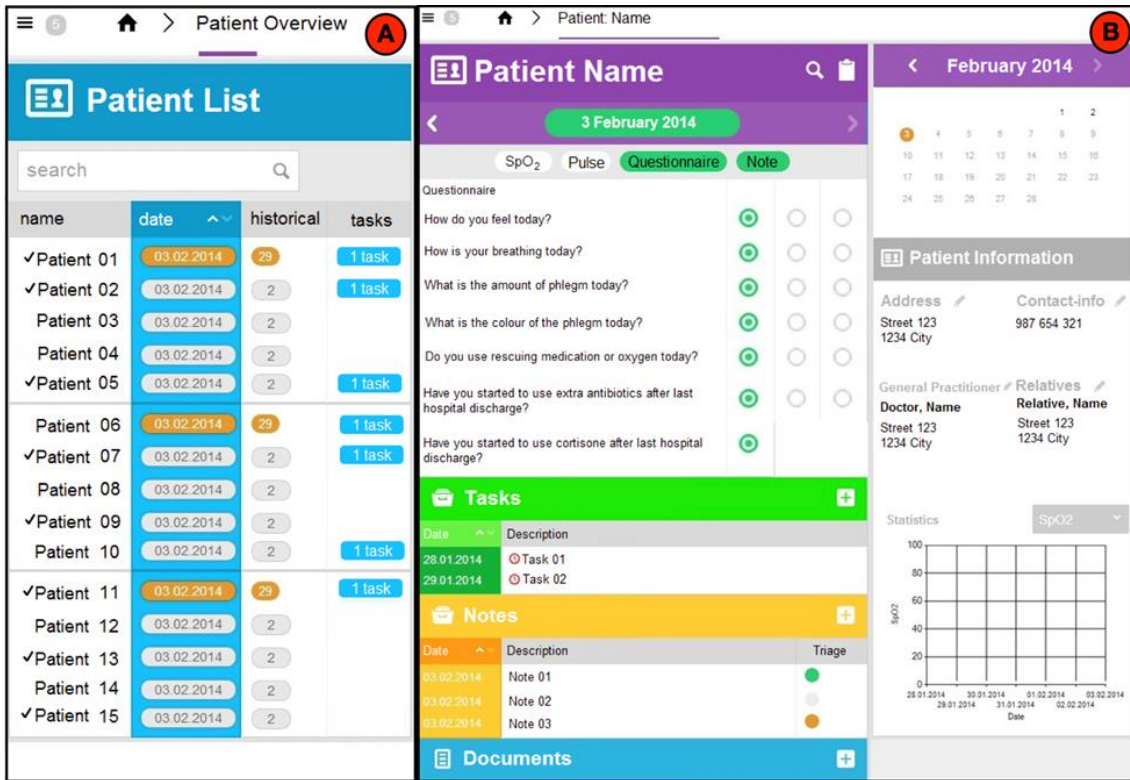 5 > Patient Overview A
Patient List
search
name date historical tasks
✓Patient 01 03.02.2014 29 1 task
✓Patient 02 03.02.2014 2 1 task
Patient 03 03.02.2014 2
Patient 04 03.02.2014 2
✓Patient 05 03.02.2014 2 1 task
Patient 06 03.02.2014 29 1 task
✓Patient 07 03.02.2014 2 1 task
Patient 08 03.02.2014 2
✓Patient 09 03.02.2014 2
Patient 10 03.02.2014 2 1 task
✓Patient 11 03.02.2014 29 1 task
Patient 12 03.02.2014 2
✓Patient 13 03.02.2014 2
Patient 14 03.02.2014 2
✓Patient 15 03.02.2014 2
5 > Patient: Name B
Patient Name
< 3 February 2014 >
SpO₂ Pulse Questionnaire Note
Questionnaire
How do you feel today?
How is your breathing today?
What is the amount of phlegm today?
What is the colour of the phlegm today?
Do you use rescuing medication or oxygen today?
Have you started to use extra antibiotics after last
hospital discharge?
Have you started to use cortisone after last hospital
discharge?
Tasks +
Date Description
28.01.2014 Task 01
29.01.2014 Task 02
Notes +
Date Description Triage
03.02.2014 Note 01
03.02.2014 Note 02
03.02.2014 Note 03
Documents +
< February 2014 >
1 2
3 4 5 6 7 8 9
10 11 12 13 14 15 16
17 18 19 20 21 22 23
24 25 26 27 28
Patient Information
Address Contact-info
Street 123 987 654 321
1234 City
General Practitioner Relatives
Doctor, Name Relative, Name
Street 123 Street 123
1234 City 1234 City
Statistics SpO2
100
80
60
SpO2
40
20
0
28.01.2014 30.01.2014 01.02.2014 03.02.2014
29.01.2014 31.01.2014 02.02.2014
Date